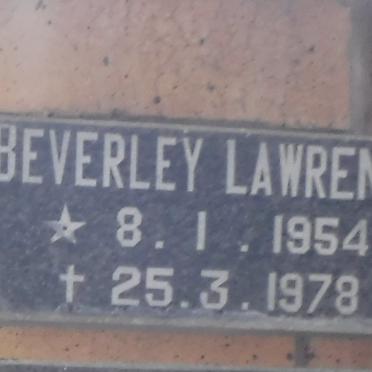 BEVERLEY LAWREN
★ 8.1.1954
† 25.3.1978